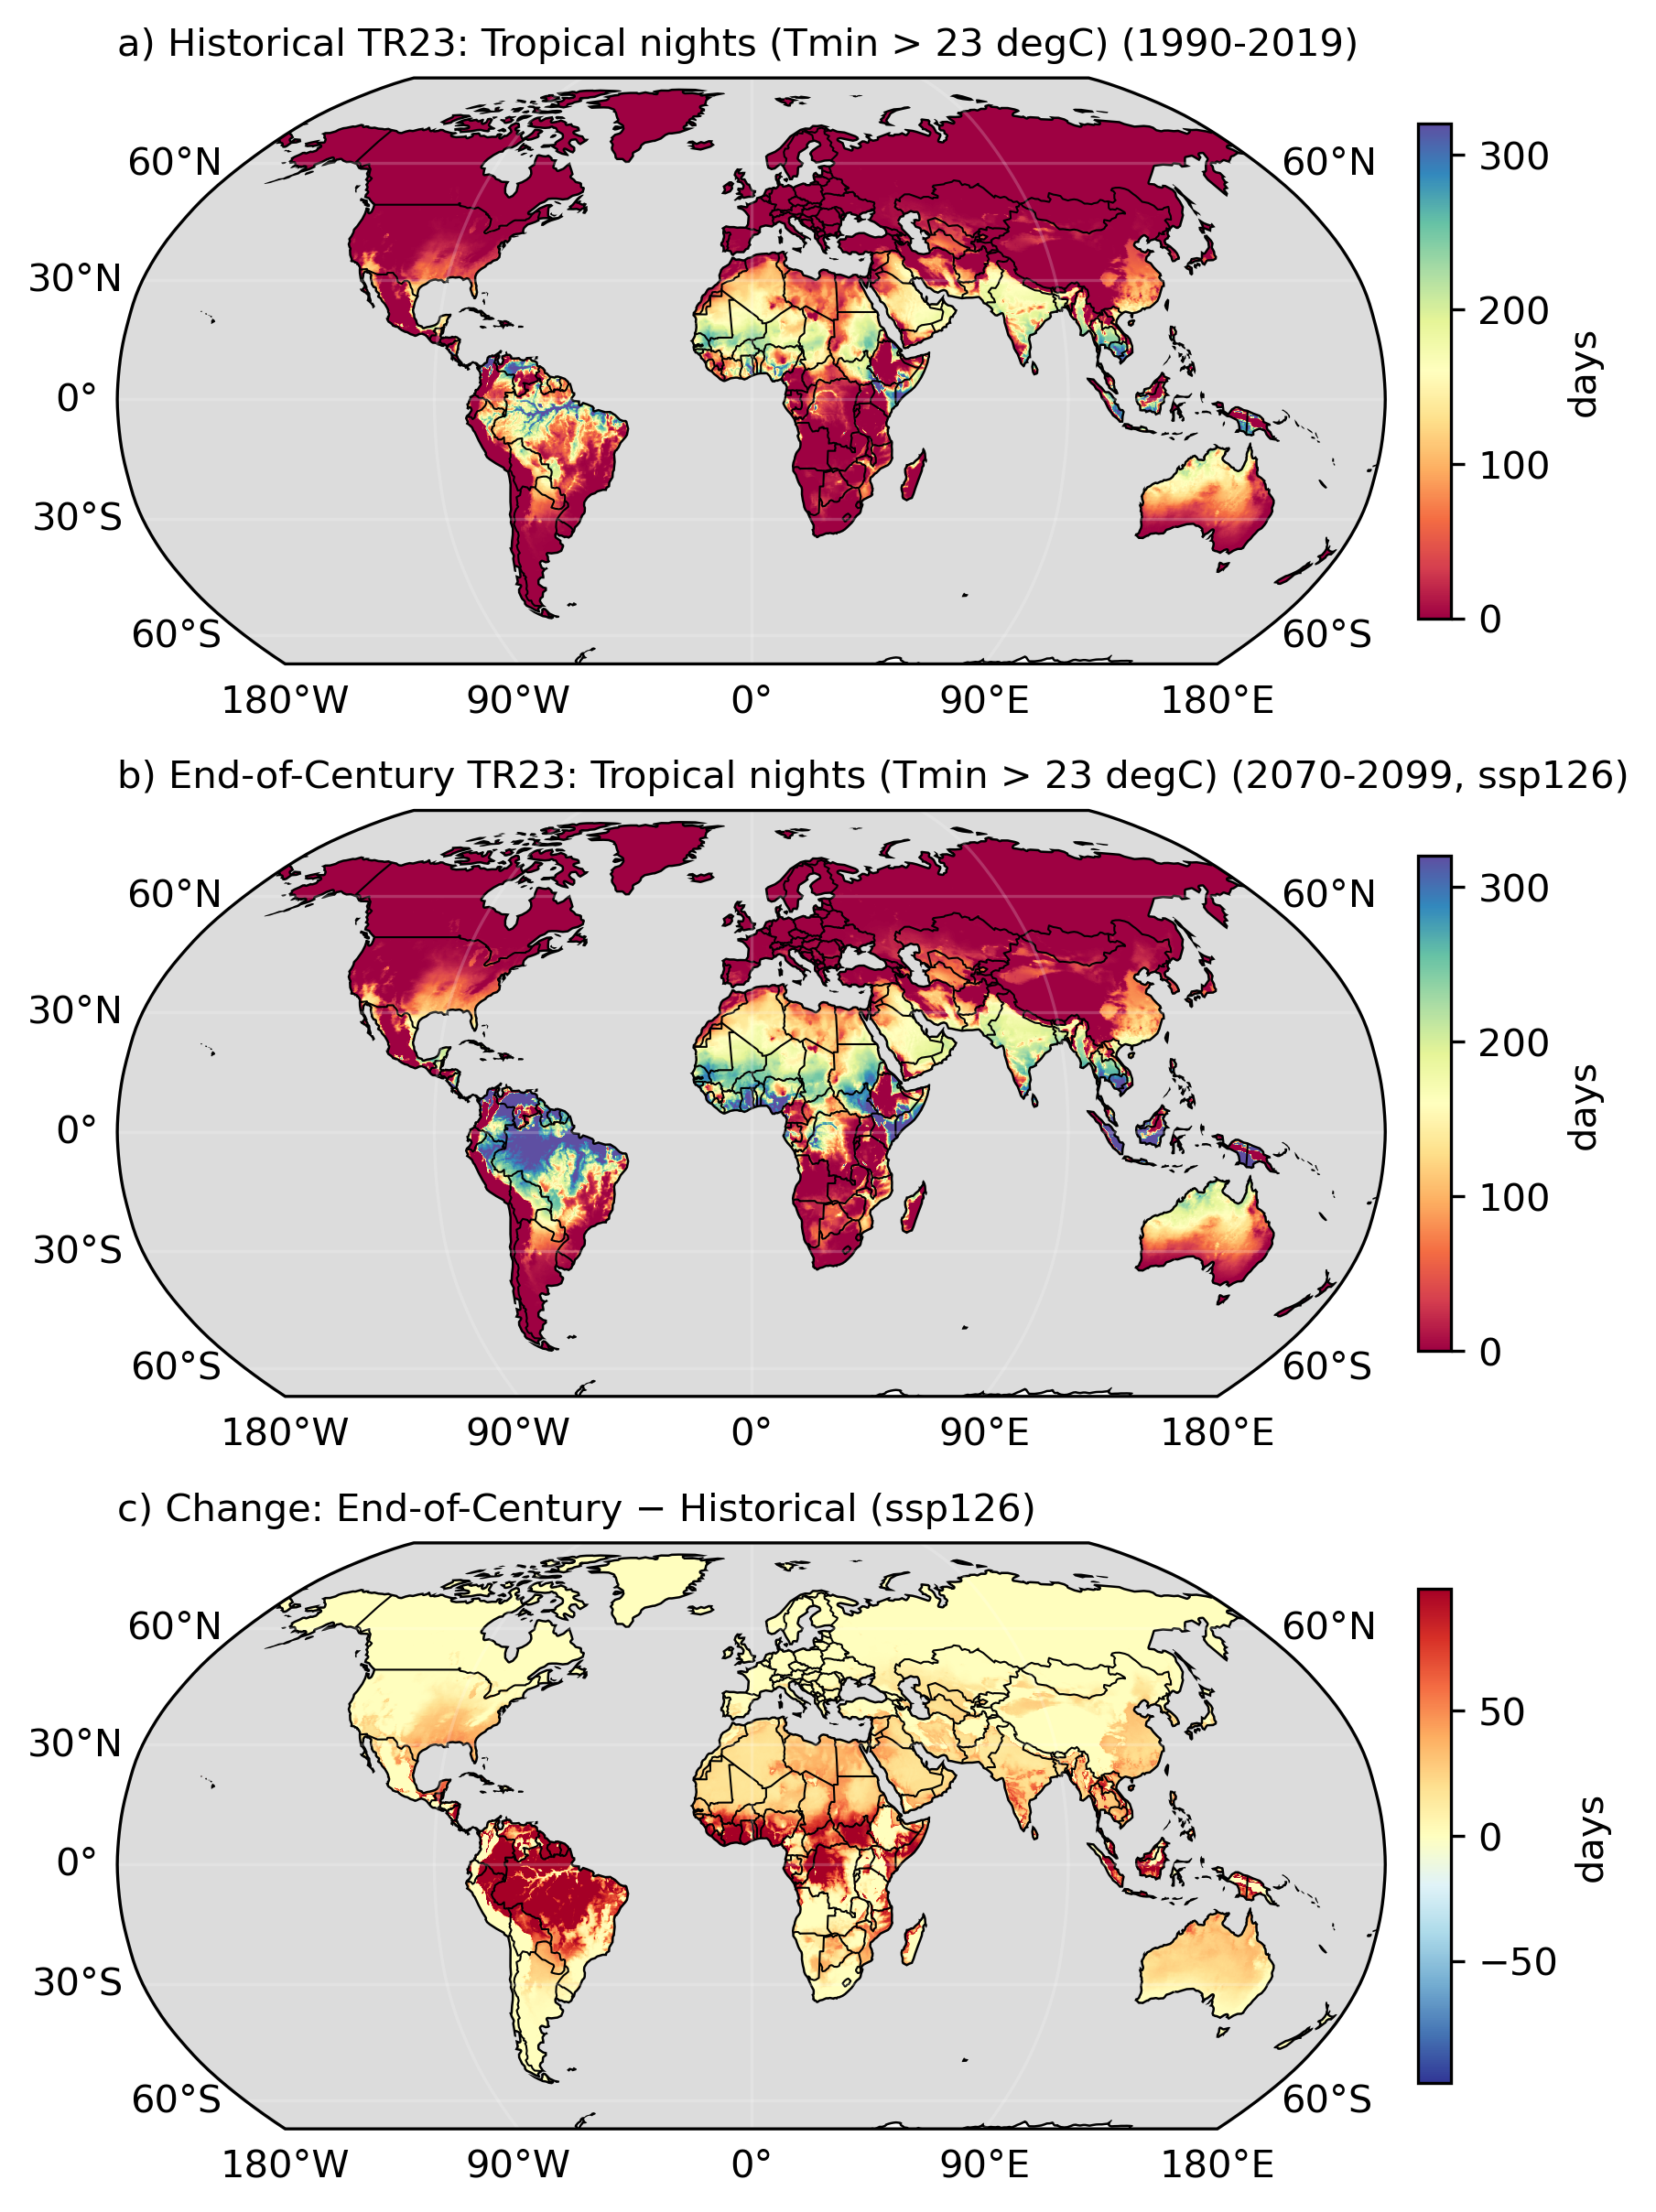 a) Historical TR23: Tropical nights (Tmin > 23 degC) (1990-2019)
60°N
60°N
30°N
0°
30°S
60°S
60°S
180°W 90°W 0° 90°E 180°E
300
200
100
0
days
b) End-of-Century TR23: Tropical nights (Tmin > 23 degC) (2070-2099, ssp126)
60°N
60°N
30°N
0°
30°S
60°S
60°S
180°W 90°W 0° 90°E 180°E
300
200
100
0
days
c) Change: End-of-Century − Historical (ssp126)
60°N
60°N
30°N
0°
30°S
60°S
60°S
180°W 90°W 0° 90°E 180°E
50
0
−50
days